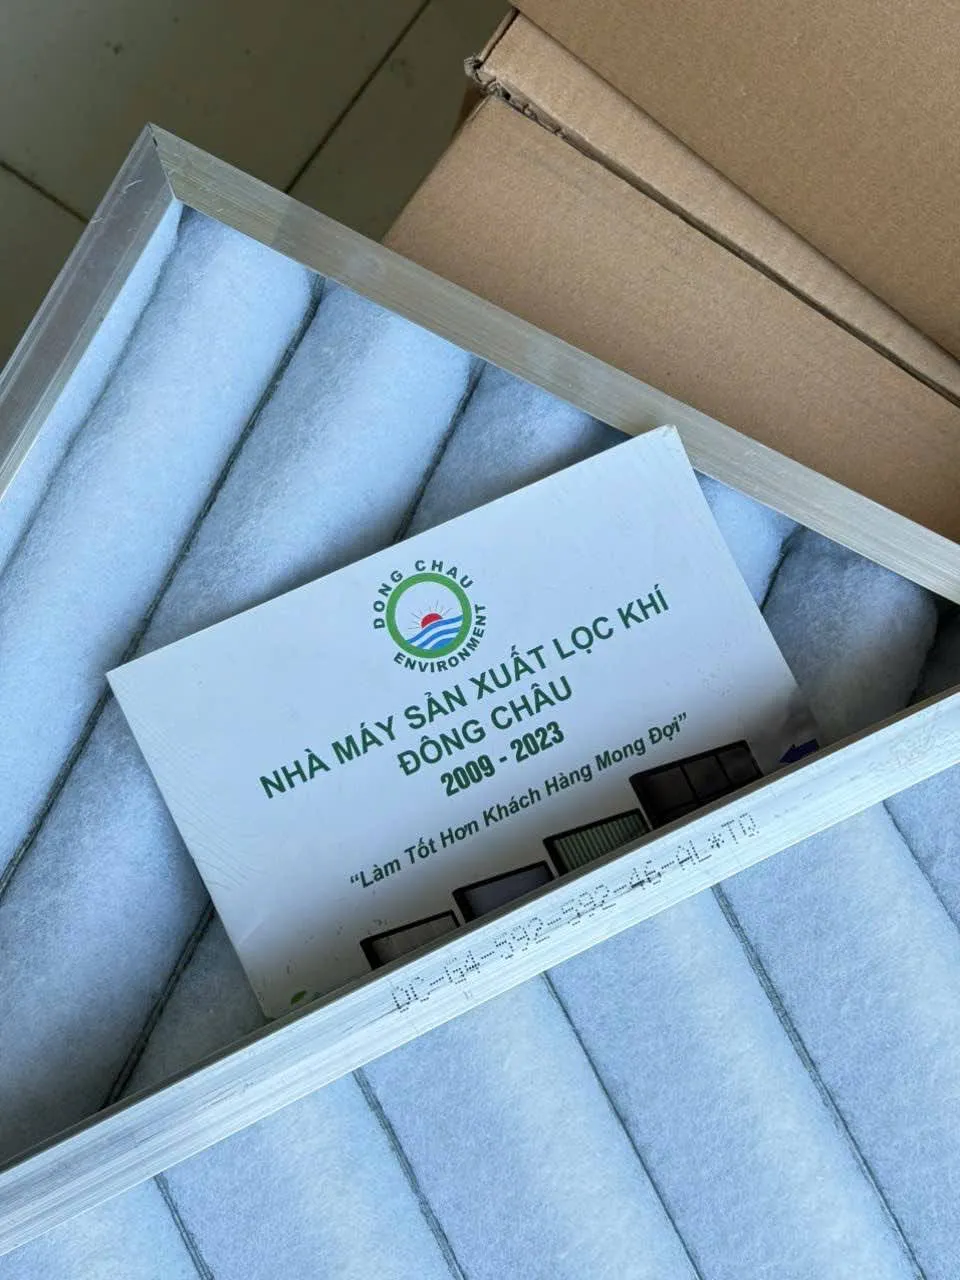 DONG CHAU
ENVIRONMENT
NHÀ MÁY SẢN XUẤT LỌC KHÍ
ĐÔNG CHÂU
2009 - 2023
“Làm Tốt Hơn Khách Hàng Mong Đợi”
DC-G4-592-592-46-AL*TQ